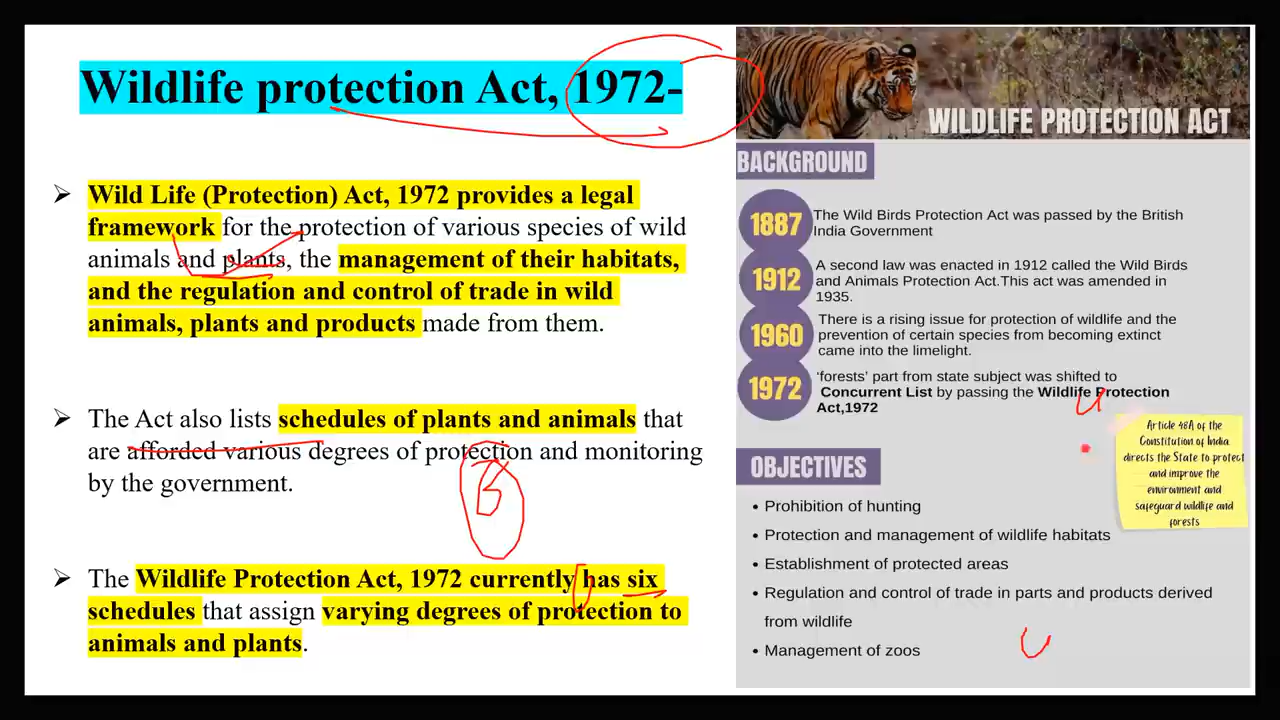 Wildlife protection Act, 1972-
➢ Wild Life (Protection) Act, 1972 provides a legal
framework for the protection of various species of wild
animals and plants, the management of their habitats,
and the regulation and control of trade in wild
animals, plants and products made from them.
➢ The Act also lists schedules of plants and animals that
are afforded various degrees of protection and monitoring
by the government.
➢ The Wildlife Protection Act, 1972 currently has six
schedules that assign varying degrees of protection to
animals and plants.
WILDLIFE PROTECTION ACT
BACKGROUND
1887
The Wild Birds Protection Act was passed by the British
India Government
1912
A second law was enacted in 1912 called the Wild Birds
and Animals Protection Act.This act was amended in
1935.
1960
There is a rising issue for protection of wildlife and the
prevention of certain species from becoming extinct
came into the limelight.
1972
‘forests’ part from state subject was shifted to
Concurrent List by passing the Wildlife Protection
Act,1972
Article 48A of the
Constitution of India
directs the State to protect
and improve the
environment and
safeguard wildlife and
forests
OBJECTIVES
• Prohibition of hunting
• Protection and management of wildlife habitats
• Establishment of protected areas
• Regulation and control of trade in parts and products derived
from wildlife
• Management of zoos